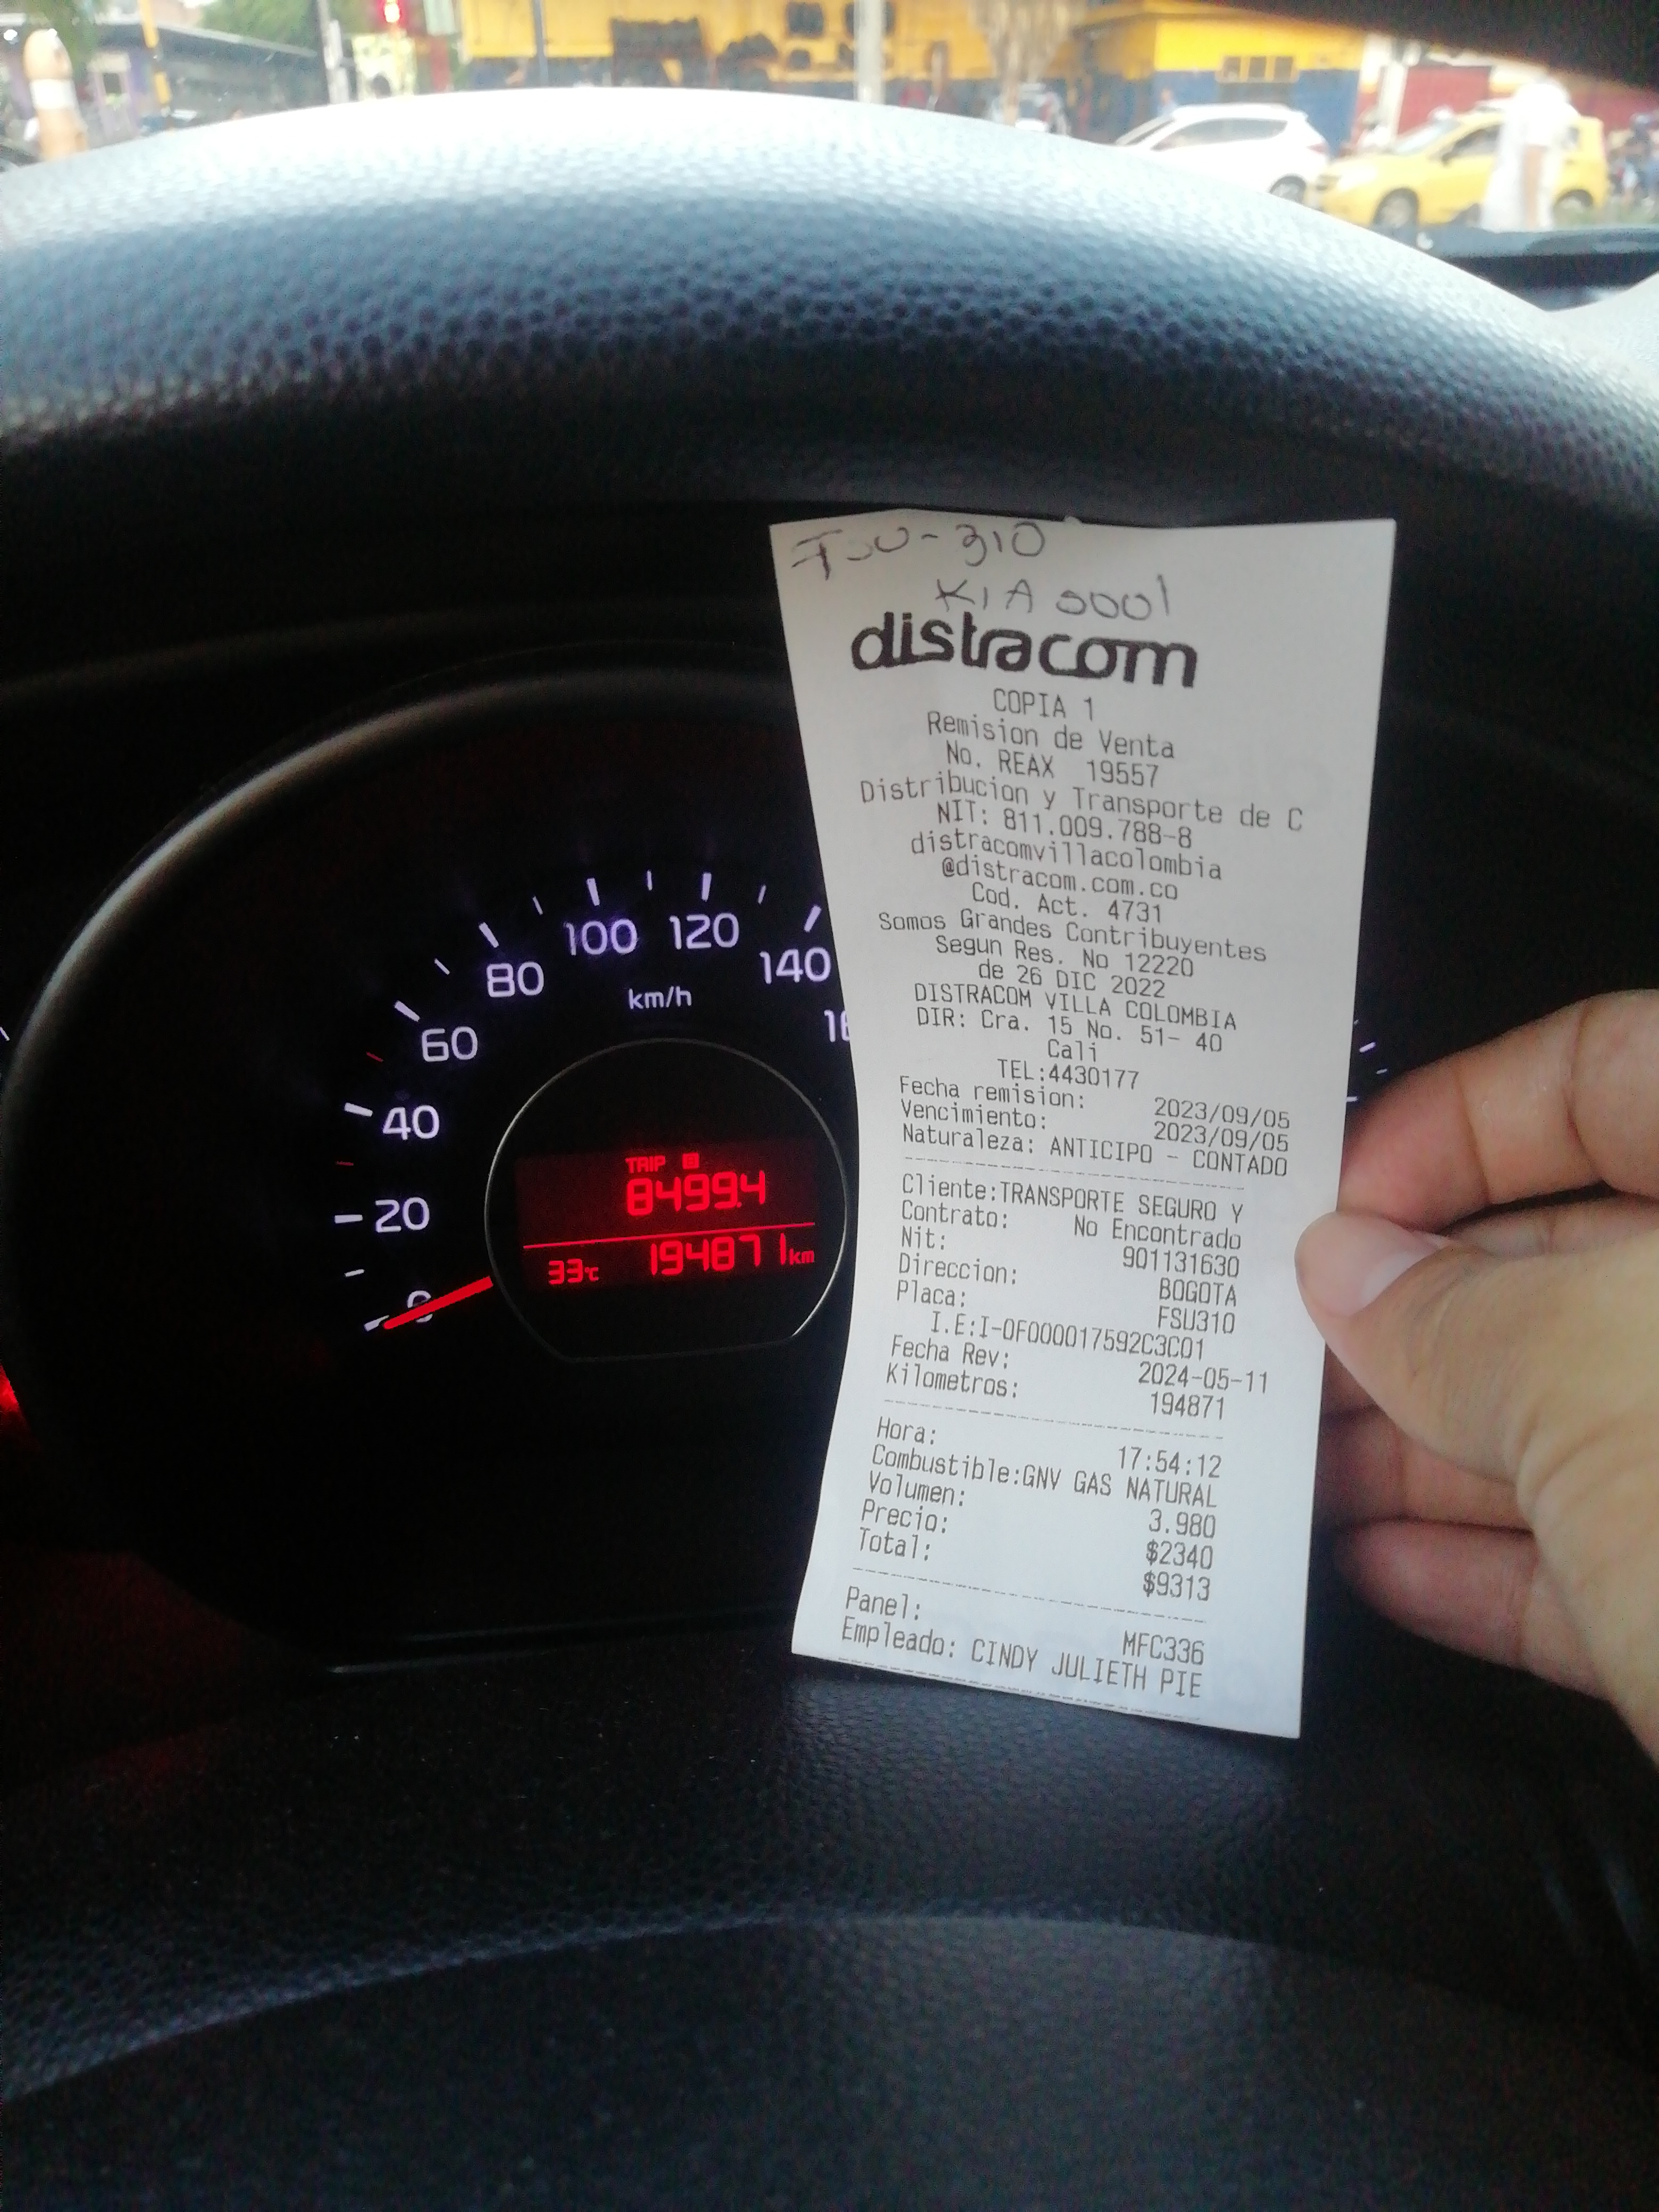 FSU-310
KIA SOUl
distracom
COPIA 1
Remision de Venta
No. REAX 19557
Distribucion y Transporte de C
NIT: 811.009.788-8
distracomvillacolombia
@distracom.com.co
Cod. Act. 4731
Somos Grandes Contribuyentes
Segun Res. No 12220
de 26 DIC 2022
DISTRACOM VILLA COLOMBIA
DIR: Cra. 15 No. 51- 40
Cali
TEL:4430177
Fecha remision: 2023/09/05
Vencimiento: 2023/09/05
Naturaleza: ANTICIPO - CONTADO
Cliente:TRANSPORTE SEGURO Y
Contrato: No Encontrado
Nit: 901131630
Direccion: BOGOTA
Placa: FSU310
I.E:I-0F000017592C3C01
Fecha Rev: 2024-05-11
Kilometros: 194871
Hora: 17:54:12
Combustible:GNV GAS NATURAL
Volumen: 3.980
Precio: $2340
Total: $9313
Panel: MFC336
Empleado: CINDY JULIETH PIE
0
20
40
60
80
100
120
140
km/h
TRIP B
8499.4
33°C 194871km